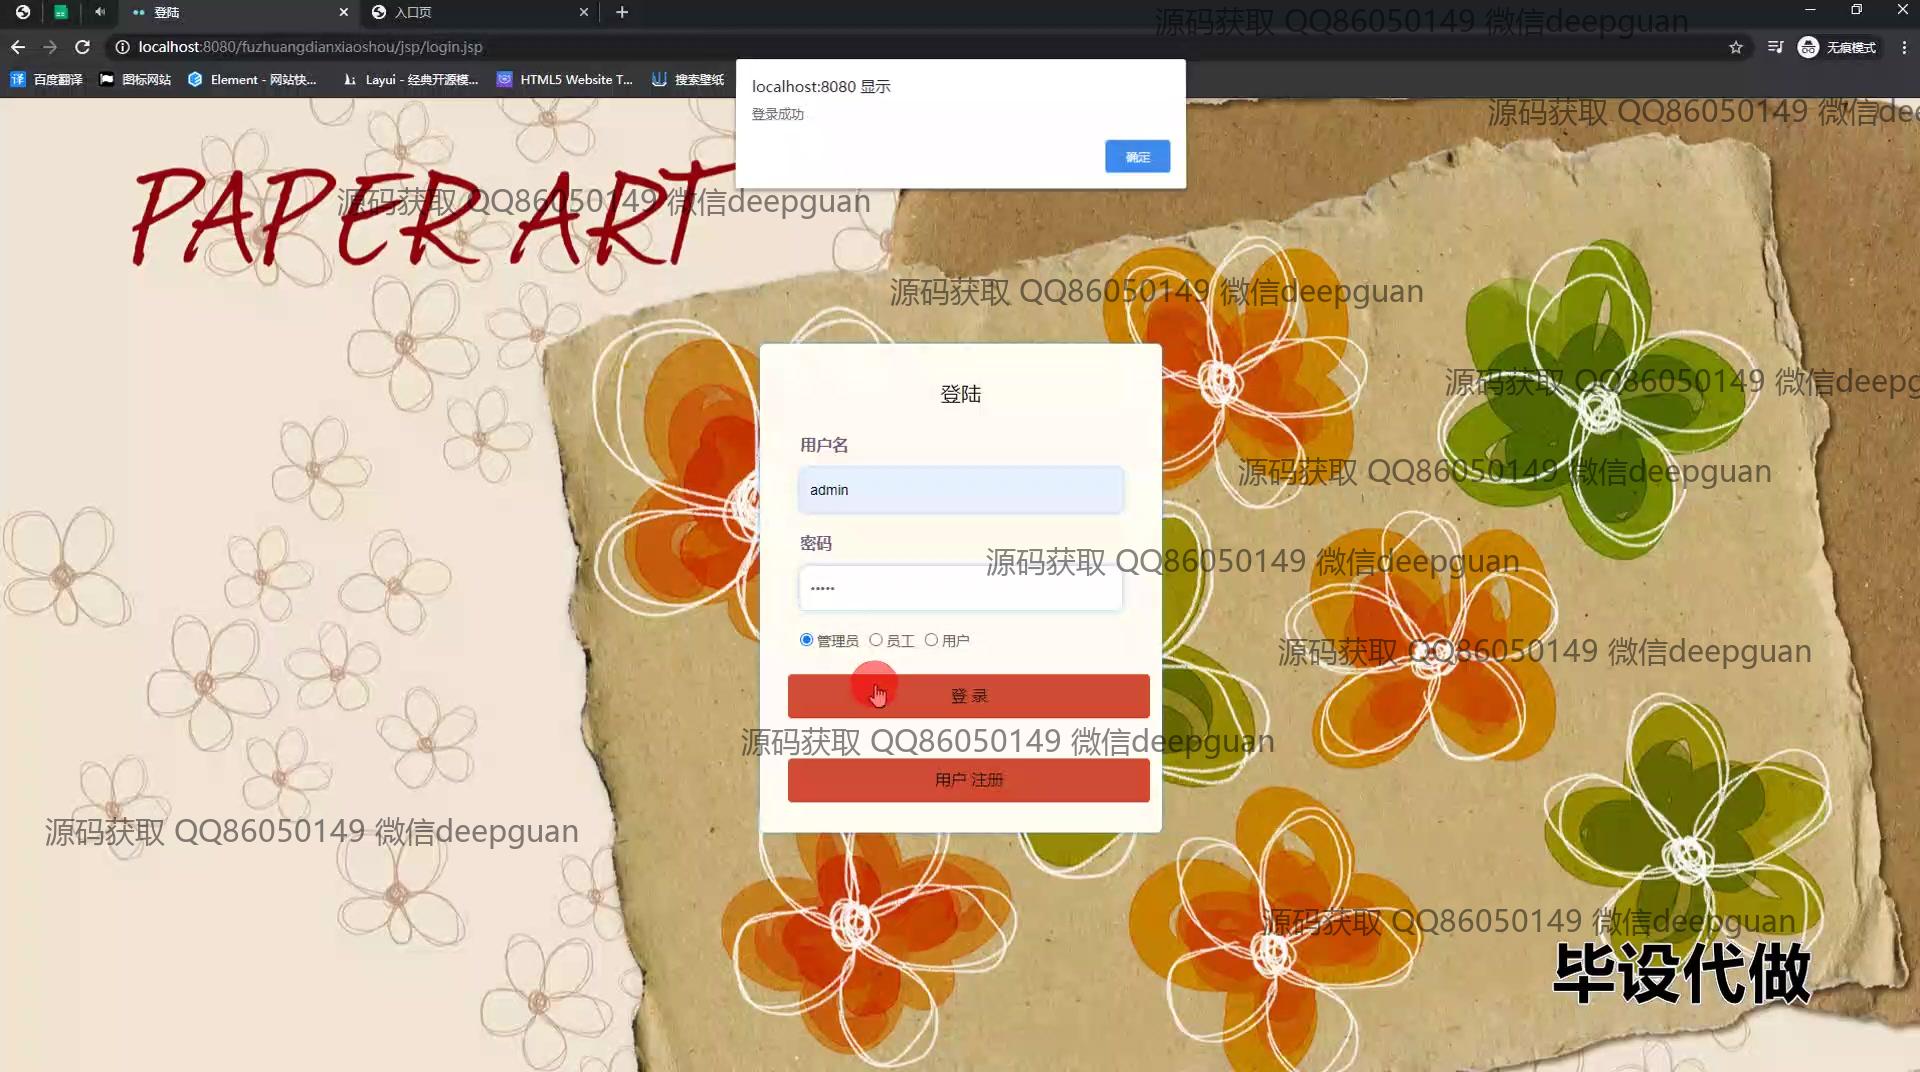 登陆
入口页
localhost:8080/fuzhuangdianxiaoshou/jsp/login.jsp
无痕模式
百度翻译
图标网站
Element - 网站快...
Layui - 经典开源模...
HTML5 Website T...
搜索壁纸
localhost:8080 显示
登录成功
确定
PAPER ART
登陆
用户名
admin
密码
•••••
管理员 员工 用户
登 录
用户 注册
源码获取 QQ86050149 微信deepguan
源码获取 QQ86050149 微信dee
源码获取 QQ86050149 微信deepguan
源码获取 QQ86050149 微信deepguan
源码获取 QQ86050149 微信deepg
源码获取 QQ86050149 微信deepguan
源码获取 QQ86050149 微信deepguan
源码获取 QQ86050149 微信deepguan
源码获取 QQ86050149 微信deepguan
源码获取 QQ86050149 微信deepguan
源码获取 QQ86050149 微信deepguan
毕设代做